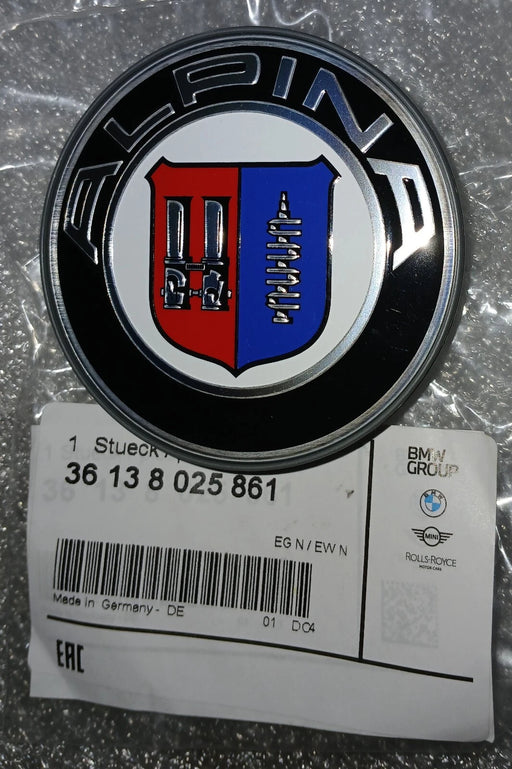 ALPINA
1 Stueck /
36 13 8 025 861
EG N / EW N
Made in Germany - DE
01 DC4
EAC
BMW
GROUP
MINI
ROLLS-ROYCE
MOTOR CARS